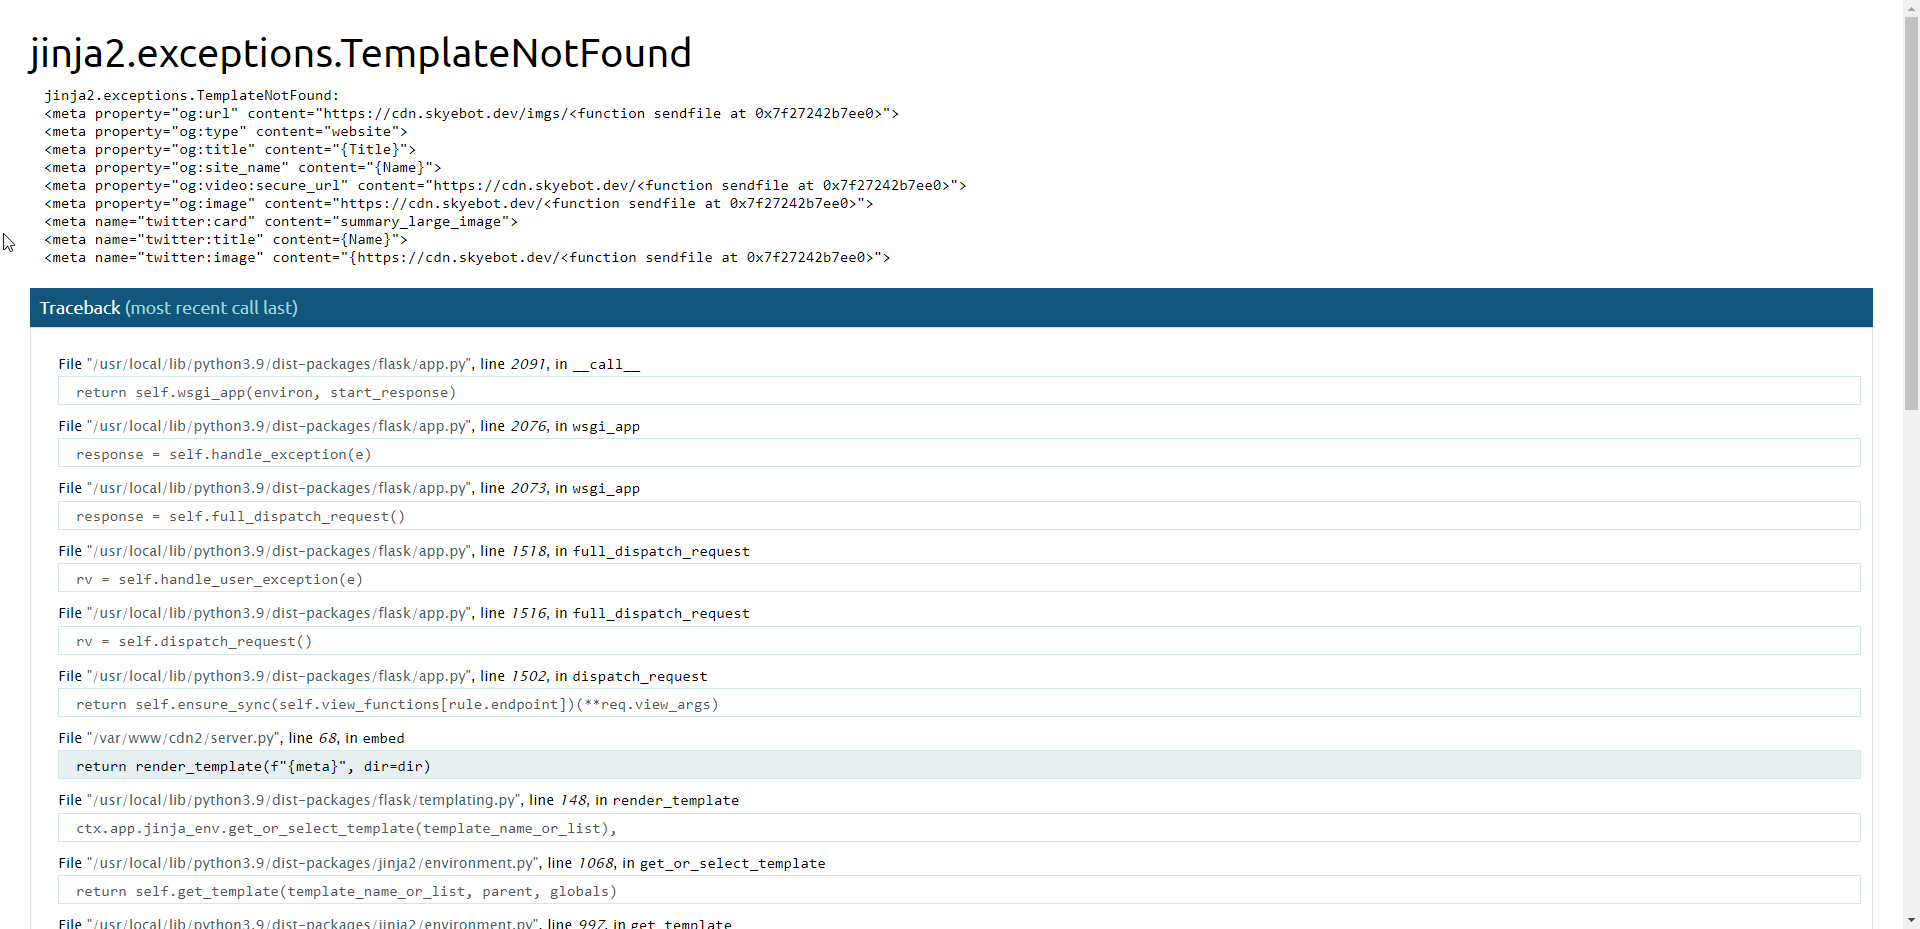 jinja2.exceptions.TemplateNotFound
jinja2.exceptions.TemplateNotFound:
<meta property="og:url" content="https://cdn.skyebot.dev/imgs/<function sendfile at 0x7f27242b7ee0>">
<meta property="og:type" content="website">
<meta property="og:title" content="{Title}">
<meta property="og:site_name" content="{Name}">
<meta property="og:video:secure_url" content="https://cdn.skyebot.dev/<function sendfile at 0x7f27242b7ee0>">
<meta property="og:image" content="https://cdn.skyebot.dev/<function sendfile at 0x7f27242b7ee0>">
<meta name="twitter:card" content="summary_large_image">
<meta name="twitter:title" content={Name}">
<meta name="twitter:image" content="{https://cdn.skyebot.dev/<function sendfile at 0x7f27242b7ee0>">
Traceback (most recent call last)
File "/usr/local/lib/python3.9/dist-packages/flask/app.py", line 2091, in __call__
return self.wsgi_app(environ, start_response)
File "/usr/local/lib/python3.9/dist-packages/flask/app.py", line 2076, in wsgi_app
response = self.handle_exception(e)
File "/usr/local/lib/python3.9/dist-packages/flask/app.py", line 2073, in wsgi_app
response = self.full_dispatch_request()
File "/usr/local/lib/python3.9/dist-packages/flask/app.py", line 1518, in full_dispatch_request
rv = self.handle_user_exception(e)
File "/usr/local/lib/python3.9/dist-packages/flask/app.py", line 1516, in full_dispatch_request
rv = self.dispatch_request()
File "/usr/local/lib/python3.9/dist-packages/flask/app.py", line 1502, in dispatch_request
return self.ensure_sync(self.view_functions[rule.endpoint])(**req.view_args)
File "/var/www/cdn2/server.py", line 68, in embed
return render_template(f"{meta}", dir=dir)
File "/usr/local/lib/python3.9/dist-packages/flask/templating.py", line 148, in render_template
ctx.app.jinja_env.get_or_select_template(template_name_or_list),
File "/usr/local/lib/python3.9/dist-packages/jinja2/environment.py", line 1068, in get_or_select_template
return self.get_template(template_name_or_list, parent, globals)
File "/usr/local/lib/python3.9/dist-packages/jinja2/environment.py", line 997, in get_template